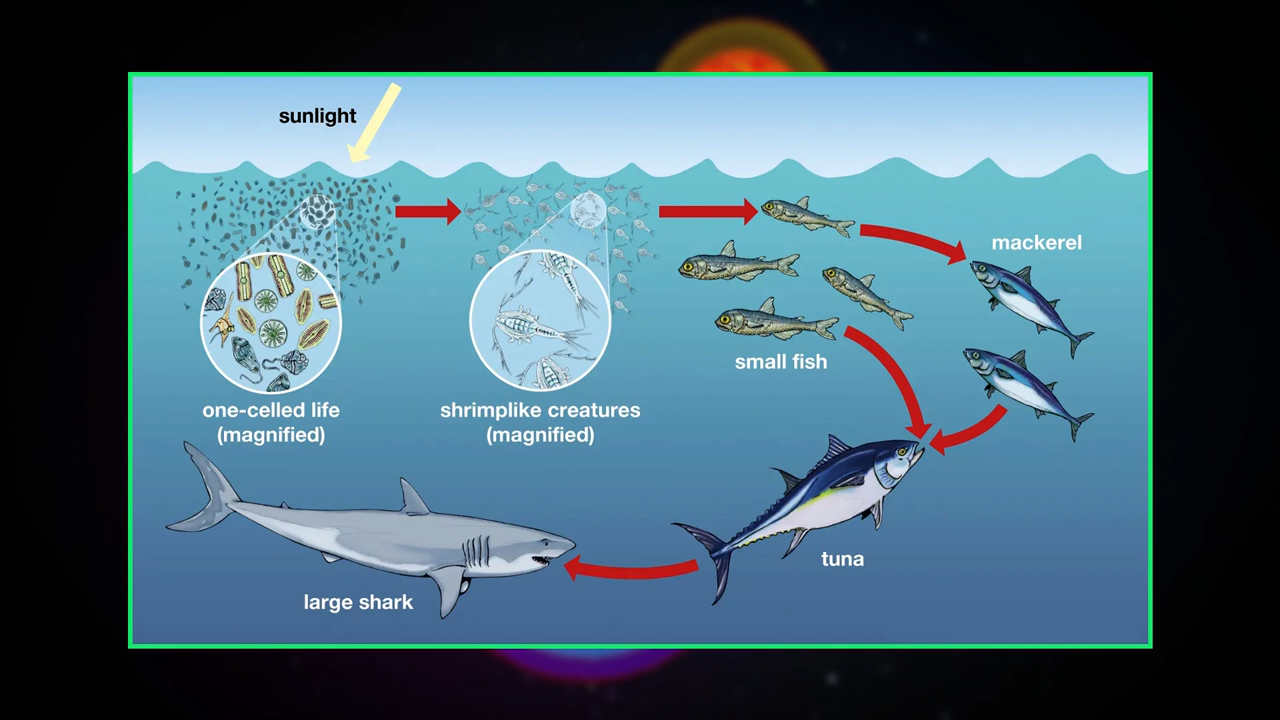 sunlight
mackerel
small fish
one-celled life
(magnified)
shrimplike creatures
(magnified)
tuna
large shark